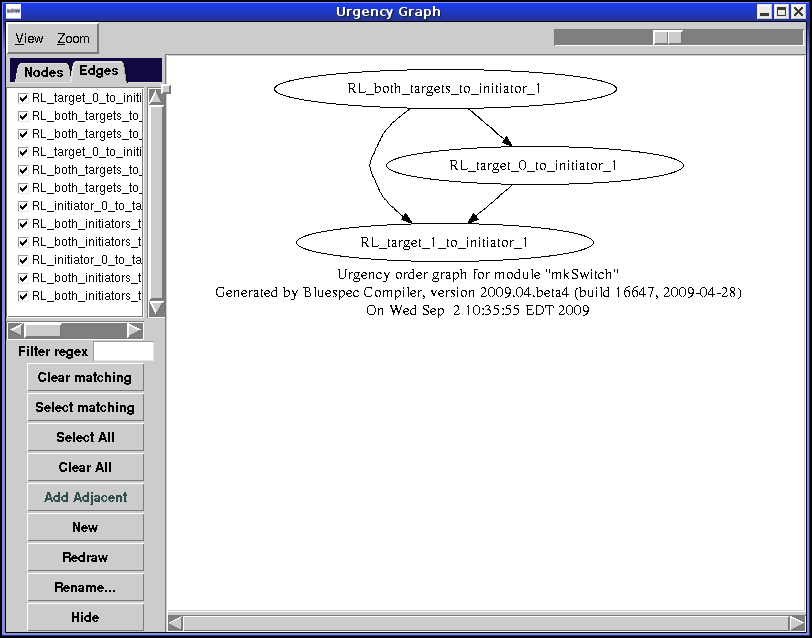 Urgency Graph
View Zoom
Nodes Edges
RL_target_0_to_initi
RL_both_targets_to_
RL_both_targets_to_
RL_target_0_to_initi
RL_both_targets_to_
RL_both_targets_to_
RL_initiator_0_to_ta
RL_both_initiators_t
RL_both_initiators_t
RL_initiator_0_to_ta
RL_both_initiators_t
RL_both_initiators_t
Filter regex
Clear matching
Select matching
Select All
Clear All
Add Adjacent
New
Redraw
Rename...
Hide
RL_both_targets_to_initiator_1
RL_target_0_to_initiator_1
RL_target_1_to_initiator_1
Urgency order graph for module "mkSwitch"
Generated by Bluespec Compiler, version 2009.04.beta4 (build 16647, 2009-04-28)
On Wed Sep 2 10:35:55 EDT 2009